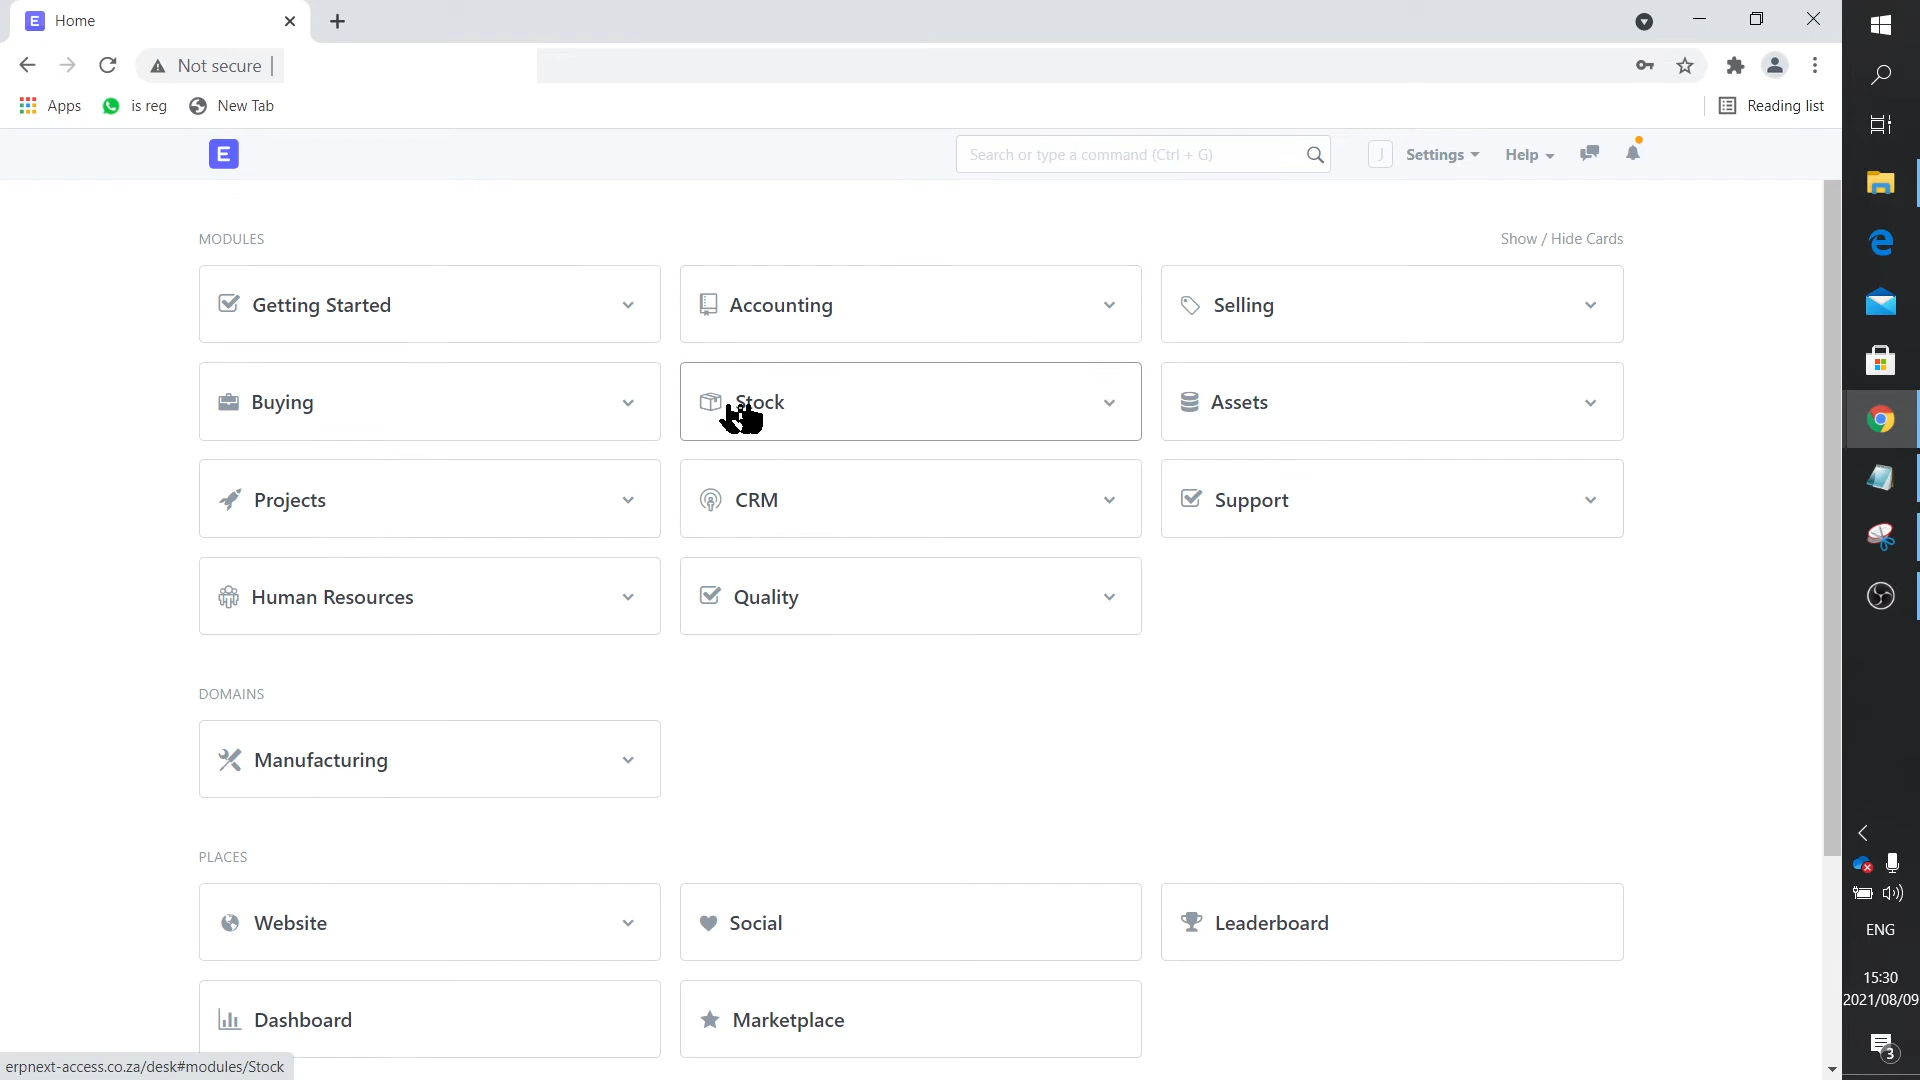 E Home
Not secure
Apps is reg New Tab Reading list
E Search or type a command (Ctrl + G) J Settings Help
MODULES Show / Hide Cards
Getting Started Accounting Selling
Buying Stock Assets
Projects CRM Support
Human Resources Quality
DOMAINS
Manufacturing
PLACES
Website Social Leaderboard
Dashboard Marketplace
erpnext-access.co.za/desk#modules/Stock
ENG
15:30
2021/08/09
3